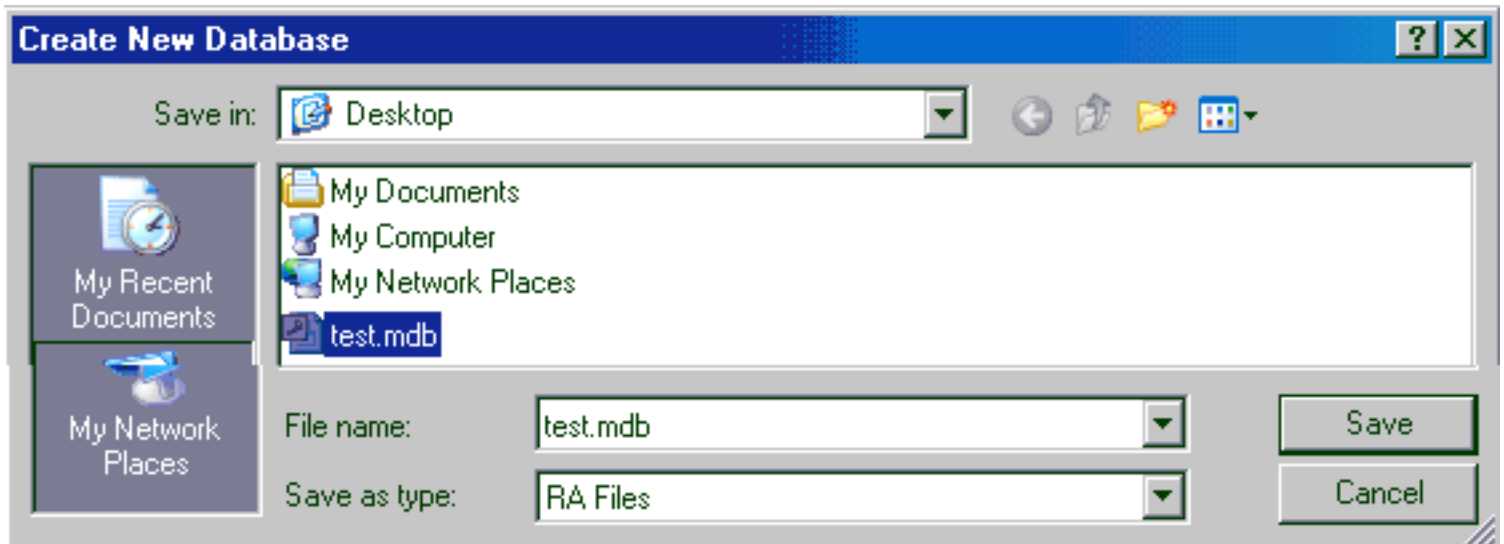 Create New Database
Save in: Desktop
My Recent
Documents
My Documents
My Computer
My Network Places
test.mdb
My Network
Places
File name: test.mdb Save
Save as type: RA Files Cancel